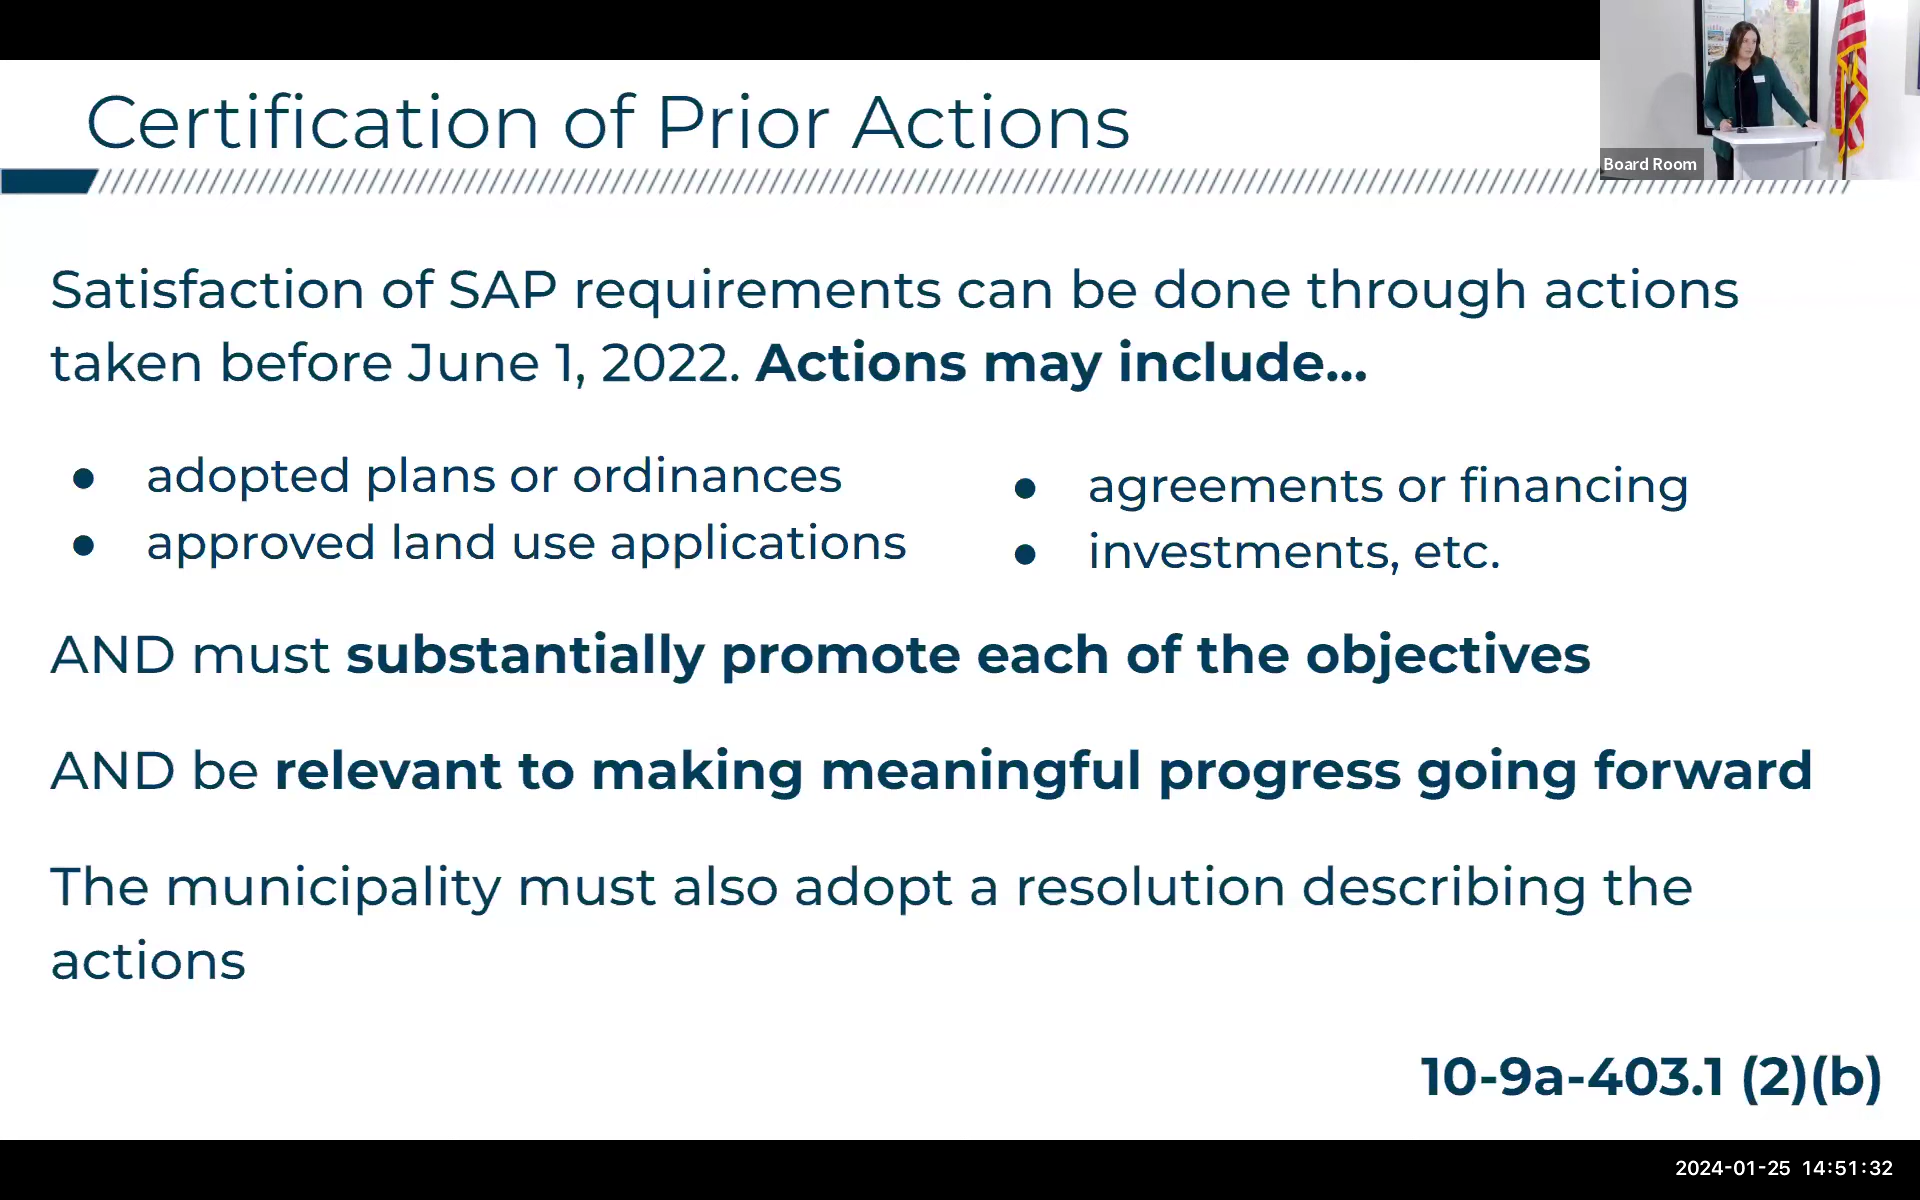 Certification of Prior Actions
Board Room
Satisfaction of SAP requirements can be done through actions
taken before June 1, 2022. Actions may include...
● adopted plans or ordinances
● approved land use applications
● agreements or financing
● investments, etc.
AND must substantially promote each of the objectives
AND be relevant to making meaningful progress going forward
The municipality must also adopt a resolution describing the
actions
10-9a-403.1 (2)(b)
2024-01-25 14:51:32